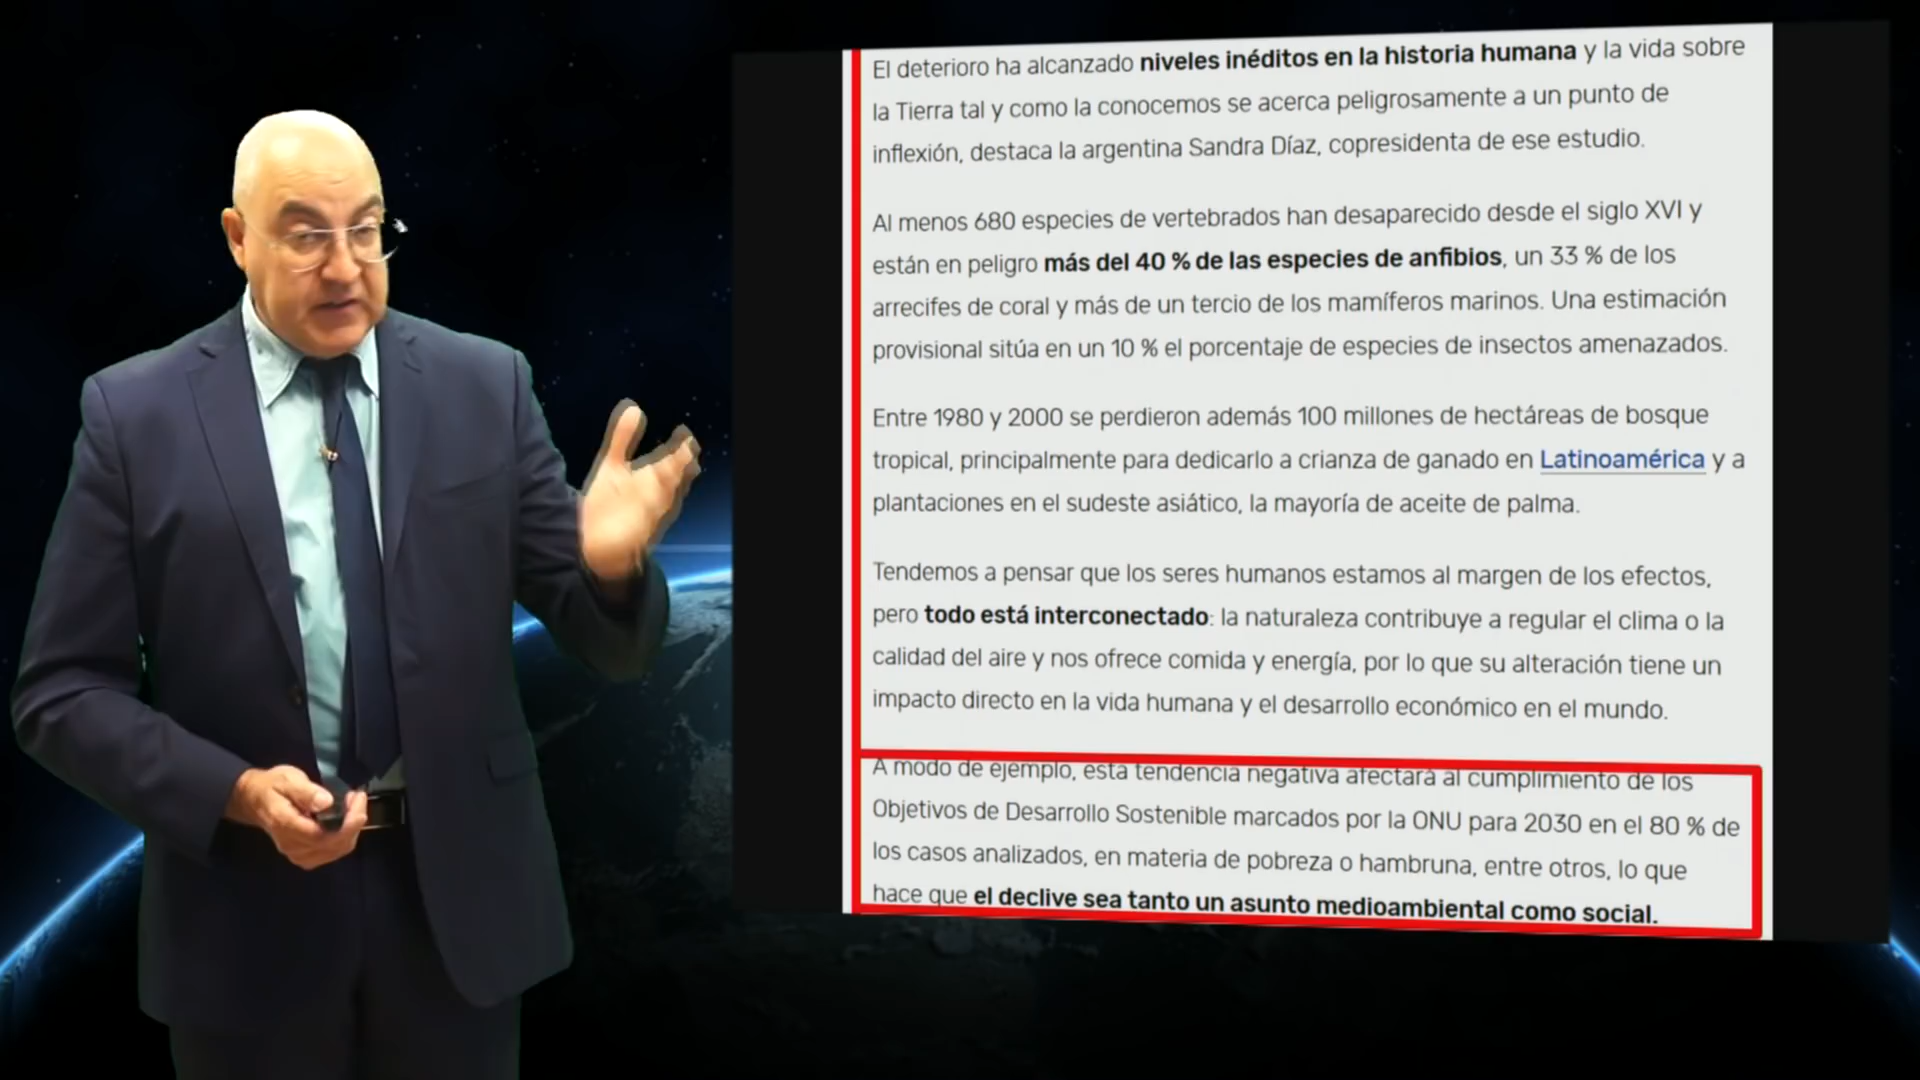 El deterioro ha alcanzado niveles inéditos en la historia humana y la vida sobre
la Tierra tal y como la conocemos se acerca peligrosamente a un punto de
inflexión, destaca la argentina Sandra Díaz, copresidenta de ese estudio.
Al menos 680 especies de vertebrados han desaparecido desde el siglo XVI y
están en peligro más del 40 % de las especies de anfibios, un 33 % de los
arrecifes de coral y más de un tercio de los mamíferos marinos. Una estimación
provisional sitúa en un 10 % el porcentaje de especies de insectos amenazados.
Entre 1980 y 2000 se perdieron además 100 millones de hectáreas de bosque
tropical, principalmente para dedicarlo a crianza de ganado en Latinoamérica y a
plantaciones en el sudeste asiático, la mayoría de aceite de palma.
Tendemos a pensar que los seres humanos estamos al margen de los efectos,
pero todo está interconectado: la naturaleza contribuye a regular el clima o la
calidad del aire y nos ofrece comida y energía, por lo que su alteración tiene un
impacto directo en la vida humana y el desarrollo económico en el mundo.
A modo de ejemplo, esta tendencia negativa afectará al cumplimiento de los
Objetivos de Desarrollo Sostenible marcados por la ONU para 2030 en el 80 % de
los casos analizados, en materia de pobreza o hambruna, entre otros, lo que
hace que el declive sea tanto un asunto medioambiental como social.